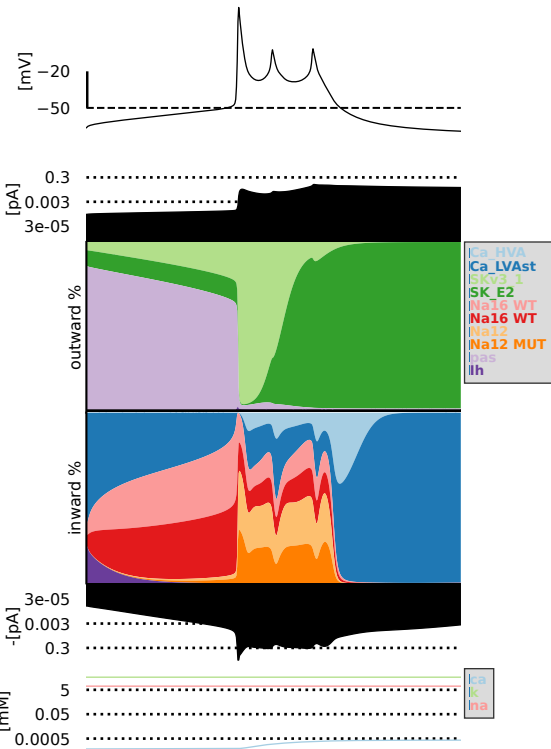 [mV]
−20
−50
[pA]
0.3
0.003
3e-05
outward %
Ca_HVA
Ca_LVAst
SKv3_1
SK_E2
Na16 WT
Na16 WT
Na12
Na12 MUT
pas
Ih
inward %
-[pA]
3e-05
0.003
0.3
[mM]
5
0.05
0.0005
ca
k
na